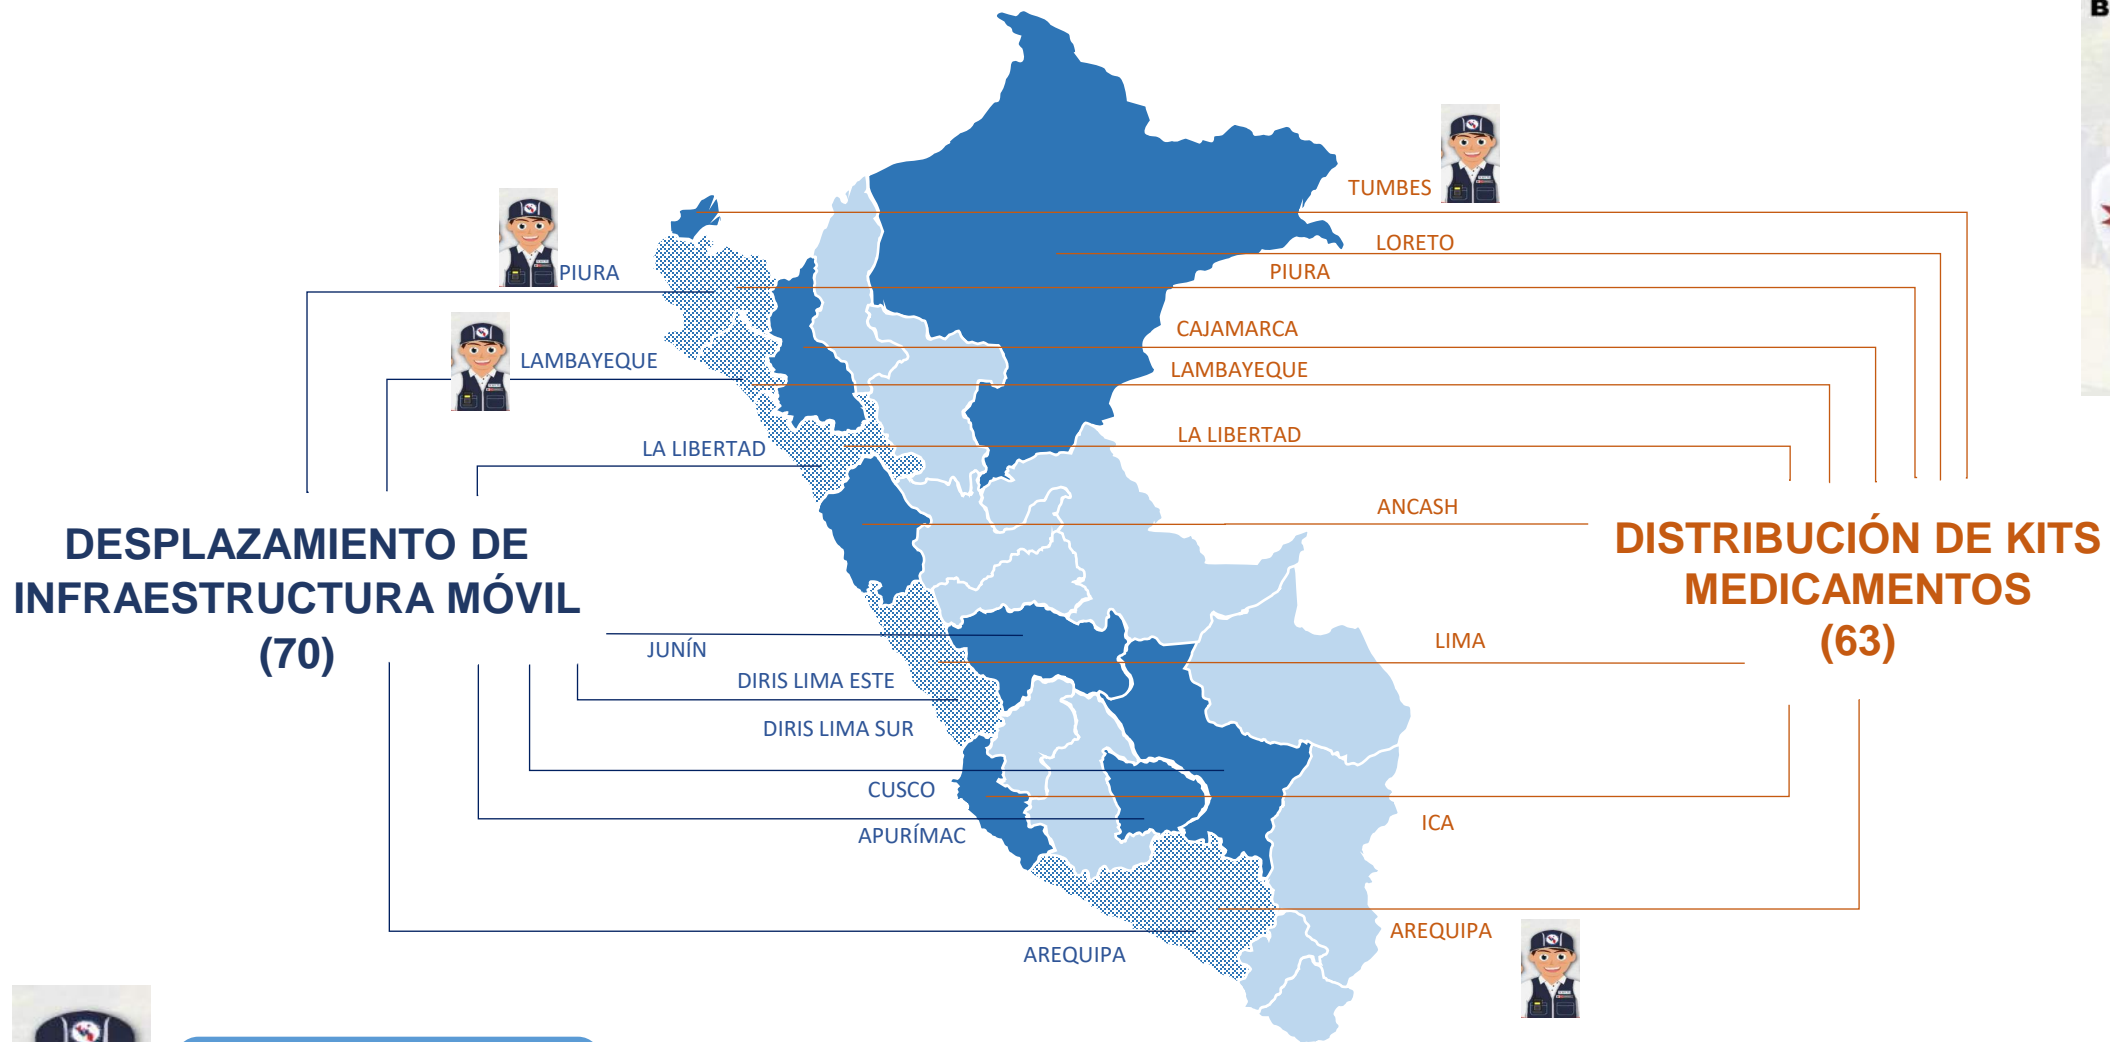 B
TUMBES
LORETO
PIURA
PIURA
CAJAMARCA
LAMBAYEQUE
LAMBAYEQUE
LA LIBERTAD
LA LIBERTAD
ANCASH
DESPLAZAMIENTO DE
INFRAESTRUCTURA MÓVIL
(70)
DISTRIBUCIÓN DE KITS
MEDICAMENTOS
(63)
JUNÍN
LIMA
DIRIS LIMA ESTE
DIRIS LIMA SUR
CUSCO
ICA
APURÍMAC
AREQUIPA
AREQUIPA